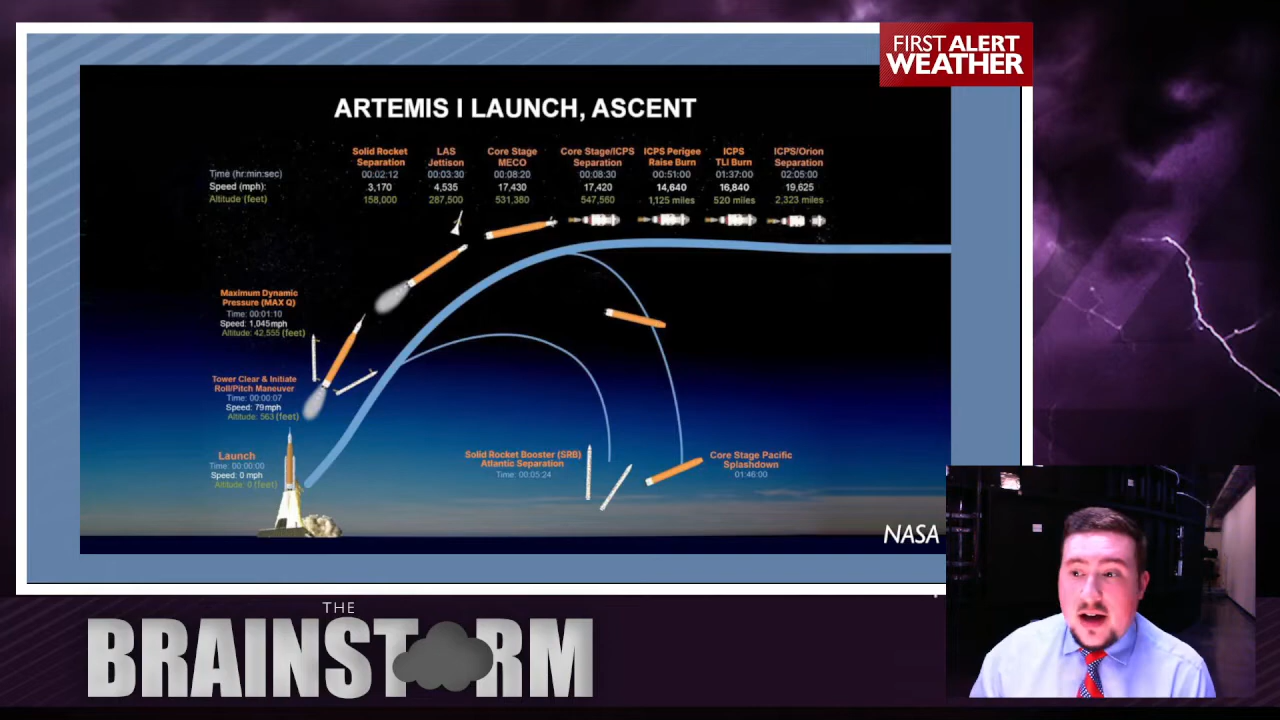 FIRST ALERT
WEATHER
ARTEMIS I LAUNCH, ASCENT
Solid Rocket
Separation
LAS
Jettison
Core Stage
MECO
Core Stage/ICPS
Separation
ICPS Perigee
Raise Burn
ICPS
TLI Burn
ICPS/Orion
Separation
Time (hr:min:sec) 00:02:12 00:03:30 00:08:20 00:08:30 00:51:00 01:37:00 02:05:00
Speed (mph): 3,170 4,535 17,430 17,420 14,640 16,840 19,625
Altitude (feet) 158,000 287,500 531,380 547,560 1,125 miles 520 miles 2,323 miles
Maximum Dynamic
Pressure (MAX Q)
Time: 00:01:10
Speed: 1,045mph
Altitude: 42,555 (feet)
Tower Clear & Initiate
Roll/Pitch Maneuver
Time: 00:00:07
Speed: 79mph
Altitude: 563 (feet)
Launch
Time: 00:00:00
Speed: 0 mph
Altitude: 0 (feet)
Solid Rocket Booster (SRB)
Atlantic Separation
Time: 00:05:24
Core Stage Pacific
Splashdown
01:46:00
NASA
THE
BRAINSTORM